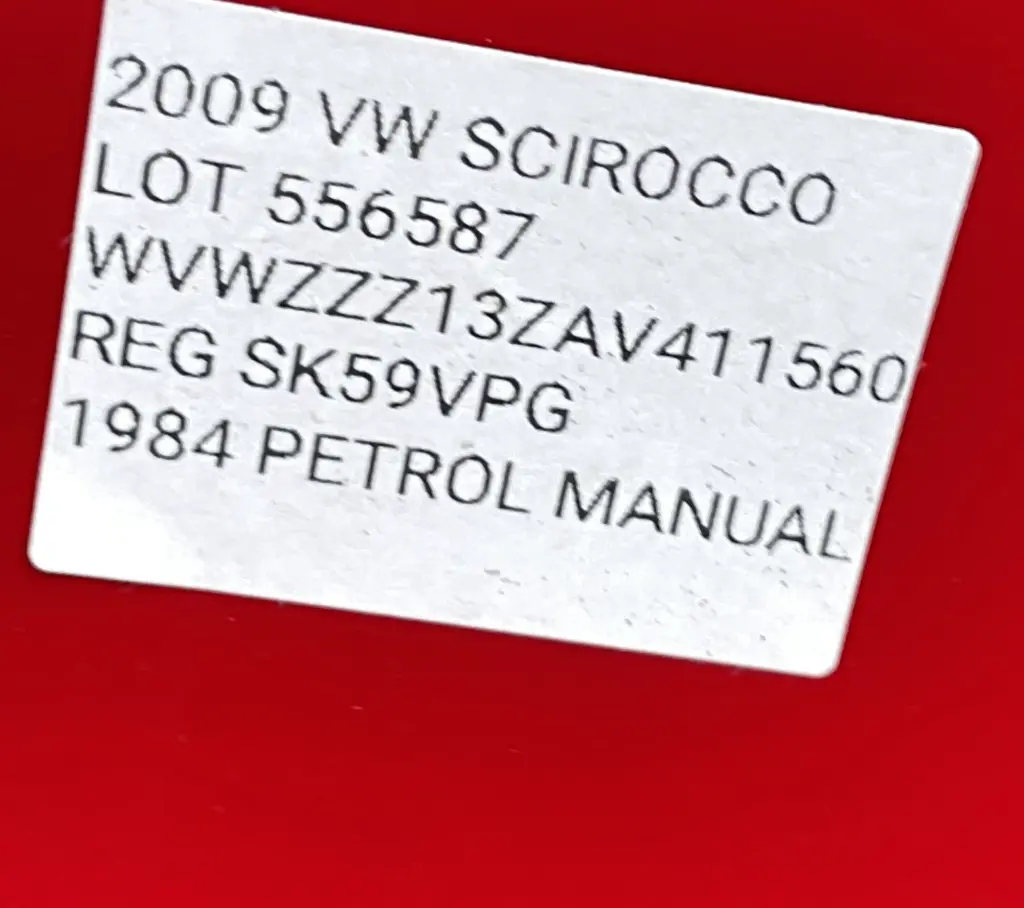 2009 VW SCIROCCO
LOT 556587
WVWZZZ13ZAV411560
REG SK59VPG
1984 PETROL MANUAL